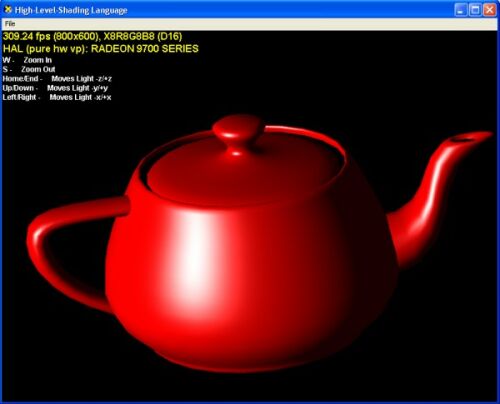 High-Level-Shading Language
File
309.24 fps (800x600), X8R8G8B8 (D16)
HAL (pure hw vp): RADEON 9700 SERIES
W - Zoom In
S - Zoom Out
Home/End - Moves Light -z/+z
Up/Down - Moves Light -y/+y
Left/Right - Moves Light -x/+x